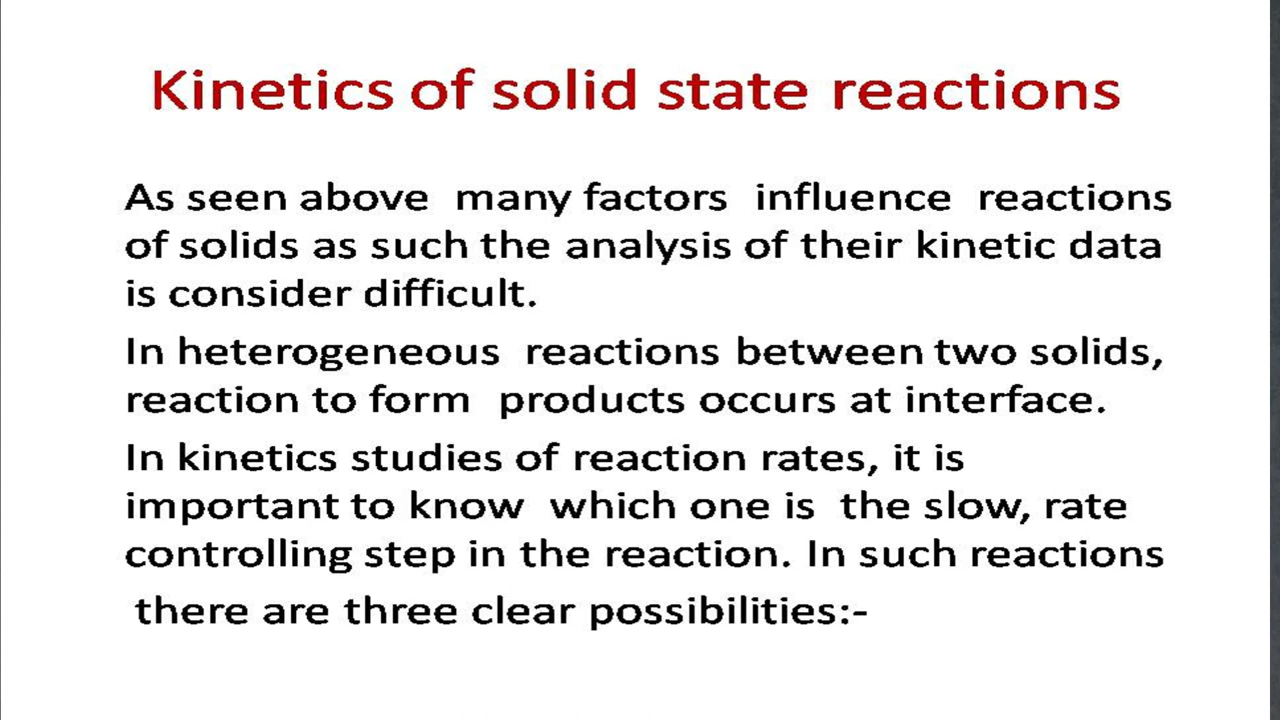 Kinetics of solid state reactions
As seen above many factors influence reactions
of solids as such the analysis of their kinetic data
is consider difficult.
In heterogeneous reactions between two solids,
reaction to form products occurs at interface.
In kinetics studies of reaction rates, it is
important to know which one is the slow, rate
controlling step in the reaction. In such reactions
there are three clear possibilities:-